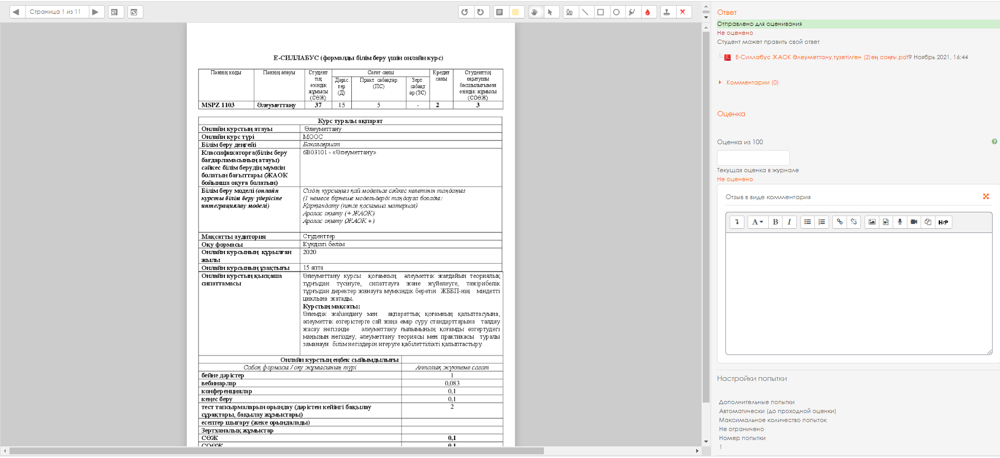 Страница 1 из 11
Е-СИЛЛАБУС (формалды білім беру үшін онлайн курс)
Пәннің коды Пәннің атауы Студент Сағат саны Кредит Студенттің
тің саны оқытушы
өзіндік Дәріс Практ. сабақтар Зерт. басшылығымен
жұмысы тер (ПС) сабақт өзіндік жұмысы
(СӨЖ) (Д) ар (ЗС) (СОӨЖ)
MSPZ 1103 Әлеуметтану 37 15 5 - 2 3
Курс туралы ақпарат
Онлайн курстың атауы Әлеуметтану
Онлайн курс түрі МООС
Білім беру деңгейі Бакалавриат
Классификаторға(білім беру 6В03101 - «Әлеуметтану»
бағдарламасының атауы)
сәйкес білім берудің мүмкін
болатын бағыттары (ЖАОК
бойынша оқуға болатын)
Білім беру моделі (онлайн Сіздің курсыңыз қай модельге сәйкес келетінін таңдаңыз
курсты білім беру үдерісіне (1 немесе бірнеше модельдерді таңдауға болады:
интеграциялау моделі) Қарқындату (пәнге қосымша материал)
Аралас оқыту (+ ЖАОК)
Аралас оқыту (ЖАОК +)
Мақсатты аудитория Студенттер
Оқу формасы Күндізгі бөлім
Онлайн курсының құрылған 2020
жылы
Онлайн курсының ұзақтығы 15 апта
Онлайн курстың қысқаша Әлеуметтану курсы қоғамның әлеуметтік жағдайын теориялық
сипаттамасы тұрғыдан түсінуге, сипаттауға және жүйелеуге, тәжірибелік
тұрғыдан деректер жинауға мүмкіндік беретін ЖББП-нің міндетті
циклына жатады.
Курстың мақсаты:
Әлемдік жаһандану мен ақпараттық қоғамның қалыптасуына,
әлеуметтік өзгерістерге сай жаңа өмір сүру стандарттарына талдау
жасау негізінде әлеуметтану ғылымының қоғамды өзгертудегі
маңызын негіздеу, әлеуметтану теориясы мен практикасы туралы
заманауи білім негіздерін игеруге қабілеттілікті қалыптастыру.
Онлайн курстың еңбек сыйымдылығы
Сабақ формасы / оқу жұмысының түрі Апталық жүктеме сағат
бейне дәрістер 1
вебинарлар 0,083
конференциялар 0,1
кеңес беру 0,1
тест тапсырмаларын орындау (дәрістен кейінгі бақылау 2
сұрақтары, бақылау жұмыстары)
есептер шығару (жеке орындалады)
Зертханалық жұмыстар
СӨЖ 0,1
СОӨЖ 0,1
Ответ
Отправлено для оценивания
Не оценено
Студент может править свой ответ
Е-Силлабус ЖАОК Әлеуметтану,түзетілген (2)ең соңғы.pdf9 Ноябрь 2021, 16:44
Комментарии (0)
Оценка
Оценка из 100
Текущая оценка в журнале
Не оценено
Отзыв в виде комментария
A B I H5P
Настройки попытки
Дополнительные попытки
Автоматически (до проходной оценки)
Максимальное количество попыток
Не ограничено
Номер попытки
1